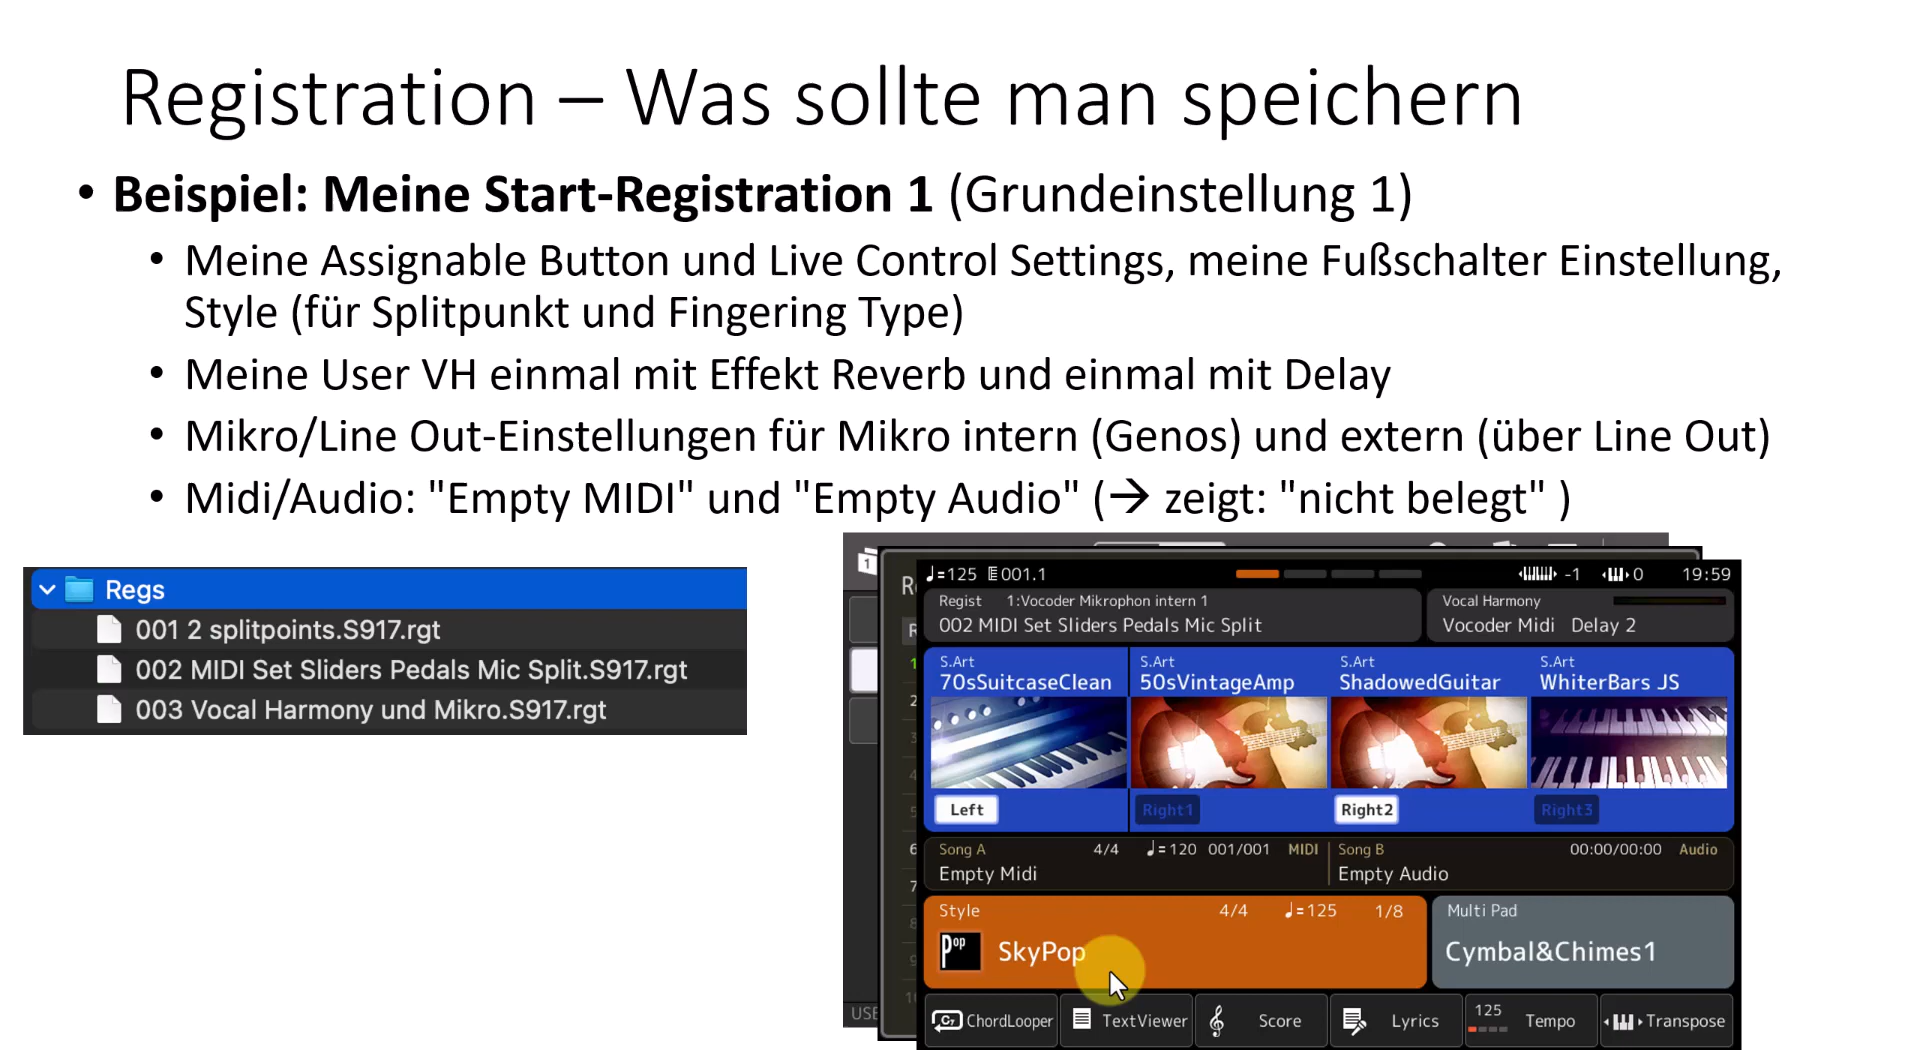 Registration – Was sollte man speichern
• Beispiel: Meine Start-Registration 1 (Grundeinstellung 1)
• Meine Assignable Button und Live Control Settings, meine Fußschalter Einstellung,
Style (für Splitpunkt und Fingering Type)
• Meine User VH einmal mit Effekt Reverb und einmal mit Delay
• Mikro/Line Out-Einstellungen für Mikro intern (Genos) und extern (über Line Out)
• Midi/Audio: "Empty MIDI" und "Empty Audio" (→ zeigt: "nicht belegt" )
Regs
001 2 splitpoints.S917.rgt
002 MIDI Set Sliders Pedals Mic Split.S917.rgt
003 Vocal Harmony und Mikro.S917.rgt
♩=125 001.1 -1 0 19:59
Regist 1:Vocoder Mikrophon intern 1
002 MIDI Set Sliders Pedals Mic Split
Vocal Harmony
Vocoder Midi Delay 2
S.Art S.Art S.Art S.Art
70sSuitcaseClean 50sVintageAmp ShadowedGuitar WhiterBars JS
Left Right1 Right2 Right3
Song A 4/4 ♩=120 001/001 MIDI
Empty Midi
Song B 00:00/00:00 Audio
Empty Audio
Style 4/4 ♩=125 1/8
Pop SkyPop
Multi Pad
Cymbal&Chimes1
ChordLooper TextViewer Score Lyrics 125 Tempo Transpose